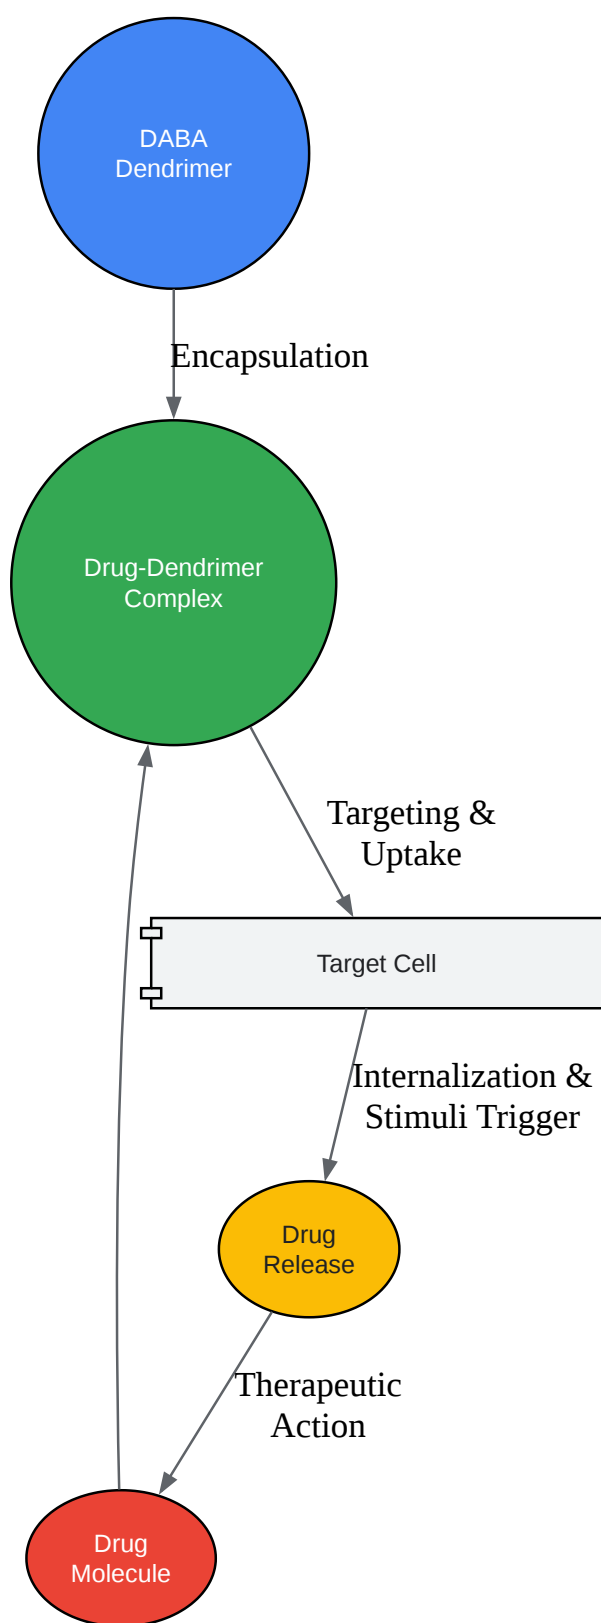 DABA
Dendrimer
Encapsulation
Drug-Dendrimer
Complex
Targeting &
Uptake
Target Cell
Internalization &
Stimuli Trigger
Drug
Release
Therapeutic
Action
Drug
Molecule